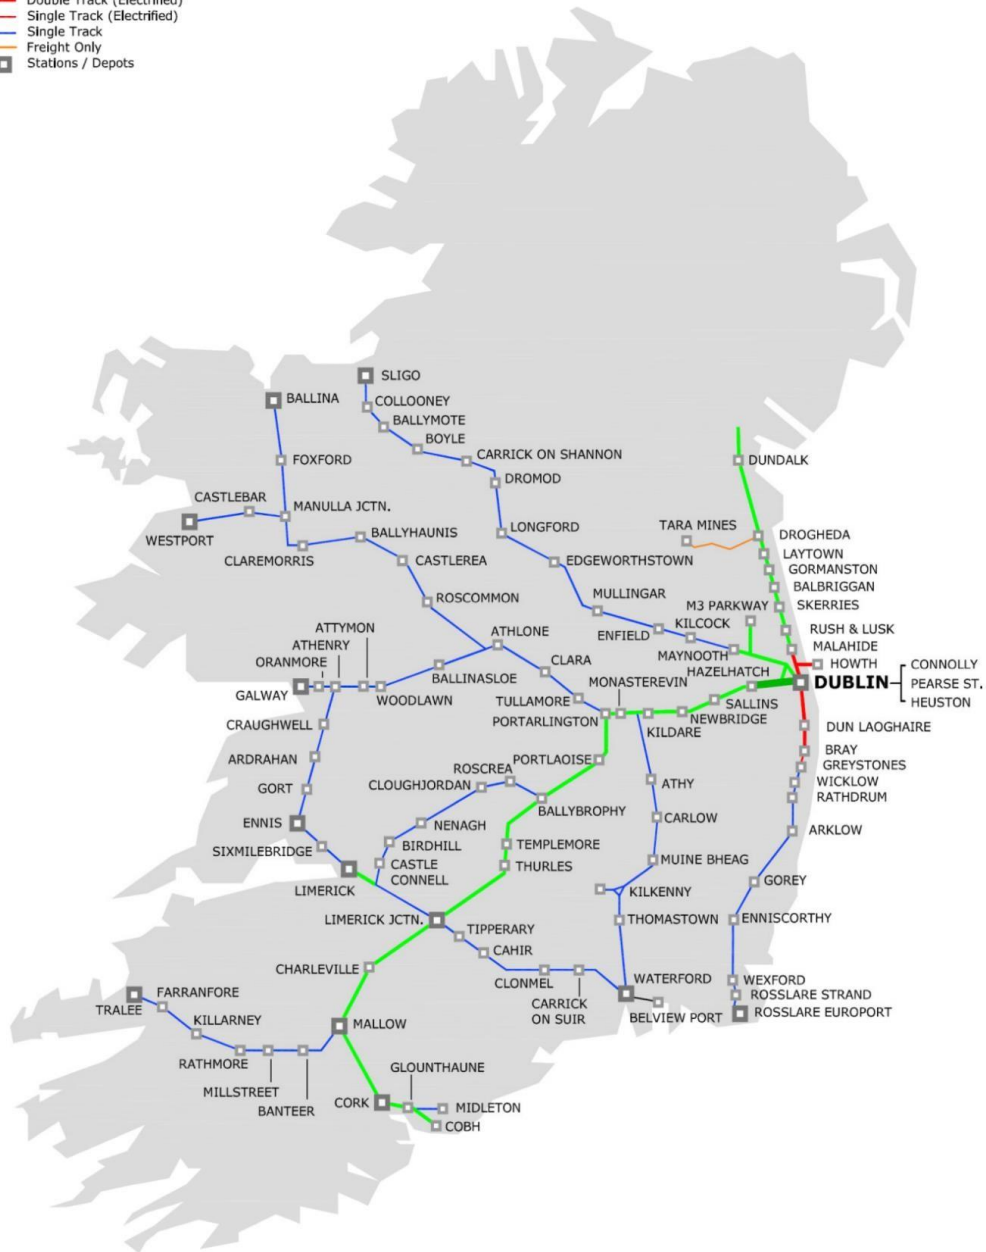 Double Track (Electrified)
Single Track (Electrified)
Single Track
Freight Only
Stations / Depots
SLIGO
BALLINA
COLLOONEY
BALLYMOTE
BOYLE
CARRICK ON SHANNON
FOXFORD
DUNDALK
DROMOD
CASTLEBAR
MANULLA JCTN.
LONGFORD
TARA MINES
WESTPORT
BALLYHAUNIS
DROGHEDA
LAYTOWN
CLAREMORRIS
CASTLEREA
EDGEWORTHSTOWN
GORMANSTON
BALBRIGGAN
ROSCOMMON
MULLINGAR
M3 PARKWAY
SKERRIES
ATTYMON
ATHLONE
ENFIELD
KILCOCK
RUSH & LUSK
ATHENRY
MALAHIDE
ORANMORE
CLARA
MAYNOOTH
HOWTH
CONNOLLY
BALLINASLOE
HAZELHATCH
GALWAY
WOODLAWN
MONASTEREVIN
DUBLIN
PEARSE ST.
TULLAMORE
SALLINS
HEUSTON
CRAUGHWELL
PORTARLINGTON
NEWBRIDGE
DUN LAOGHAIRE
KILDARE
ARDRAHAN
PORTLAOISE
BRAY
ROSCREA
GREYSTONES
GORT
CLOUGHJORDAN
ATHY
WICKLOW
RATHDRUM
BALLYBROPHY
ENNIS
NENAGH
CARLOW
ARKLOW
SIXMILEBRIDGE
BIRDHILL
TEMPLEMORE
CASTLE
CONNELL
THURLES
MUINE BHEAG
LIMERICK
KILKENNY
GOREY
LIMERICK JCTN.
THOMASTOWN
ENNISCORTHY
TIPPERARY
CAHIR
CHARLEVILLE
CLONMEL
WATERFORD
WEXFORD
FARRANFORE
CARRICK
ON SUIR
ROSSLARE STRAND
TRALEE
BELVIEW PORT
ROSSLARE EUROPORT
KILLARNEY
MALLOW
RATHMORE
GLOUNTHAUNE
MILLSTREET
CORK
MIDLETON
BANTEER
COBH